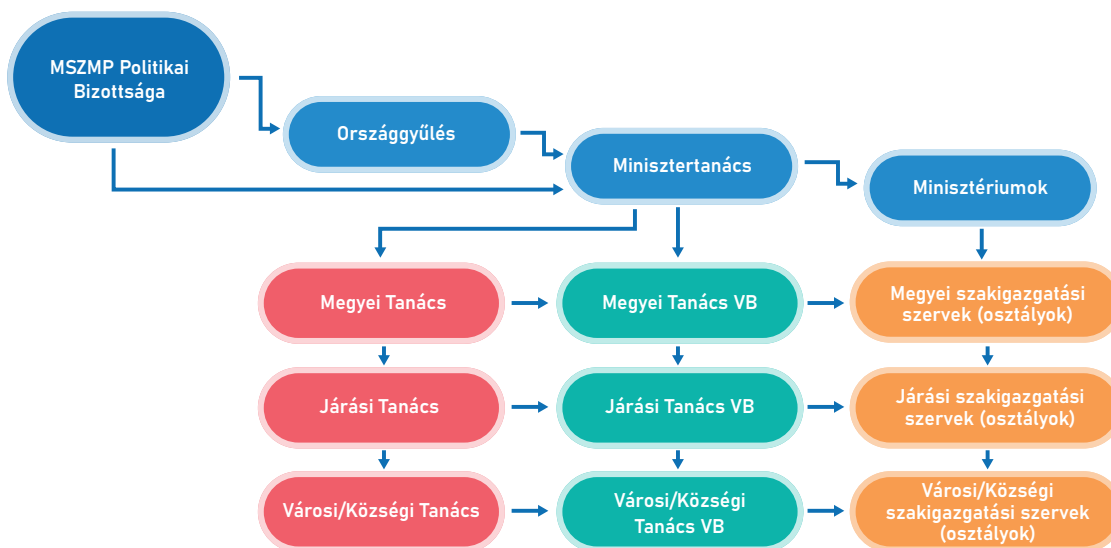 MSZMP Politikai
Bizottsága
Országgyűlés
Minisztertanács
Minisztériumok
Megyei Tanács
Megyei Tanács VB
Megyei szakigazgatási
szervek (osztályok)
Járási Tanács
Járási Tanács VB
Járási szakigazgatási
szervek (osztályok)
Városi/Községi Tanács
Városi/Községi
Tanács VB
Városi/Községi
szakigazgatási szervek
(osztályok)